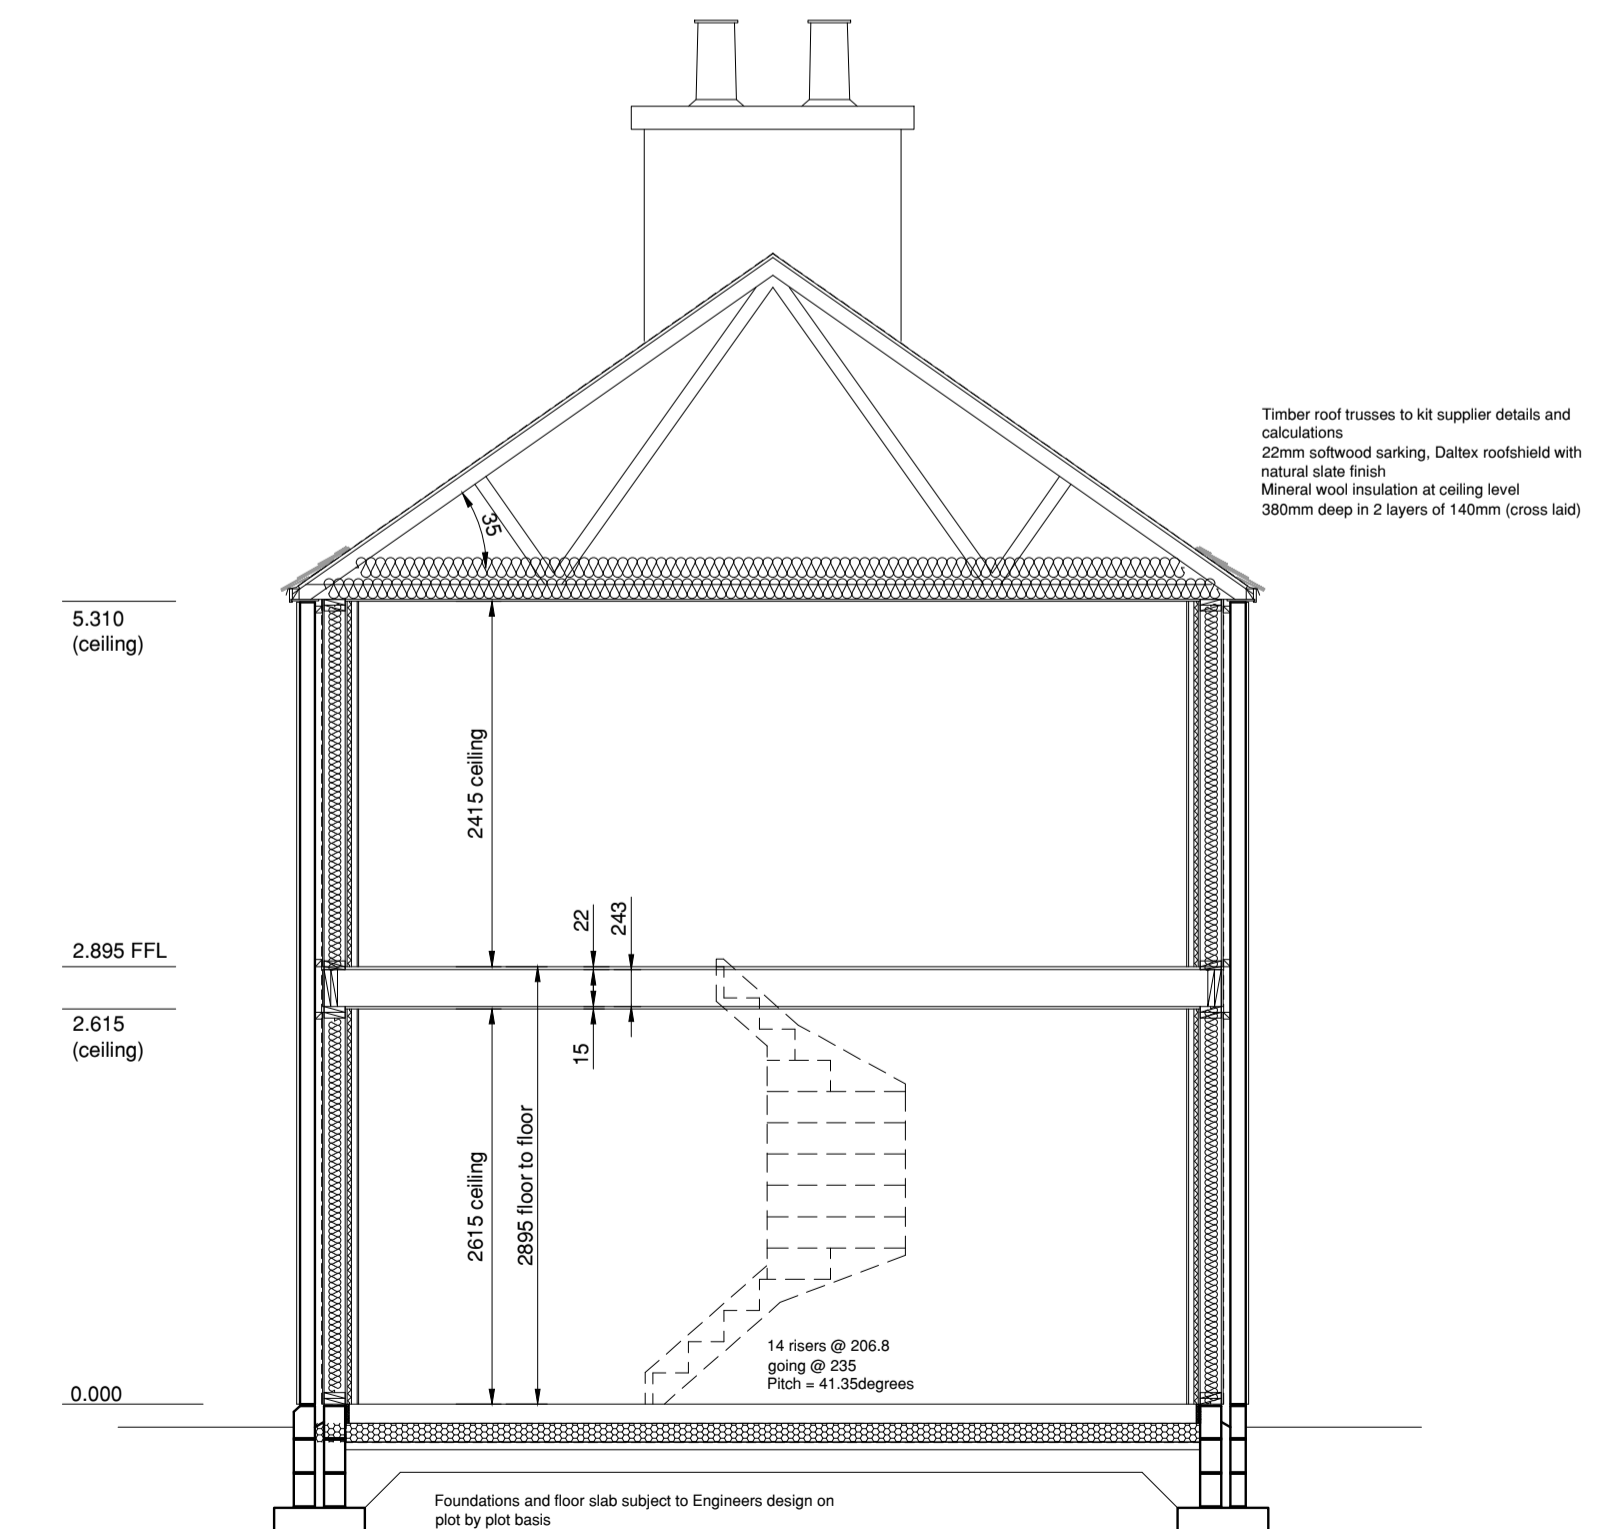 Timber roof trusses to kit supplier details and
calculations
22mm softwood sarking, Daltex roofshield with
natural slate finish
Mineral wool insulation at ceiling level
380mm deep in 2 layers of 140mm (cross laid)
35
5.310
(ceiling)
2415 ceiling
22
243
2.895 FFL
2.615
(ceiling)
15
2615 ceiling
2895 floor to floor
14 risers @ 206.8
going @ 235
Pitch = 41.35degrees
0.000
Foundations and floor slab subject to Engineers design on
plot by plot basis